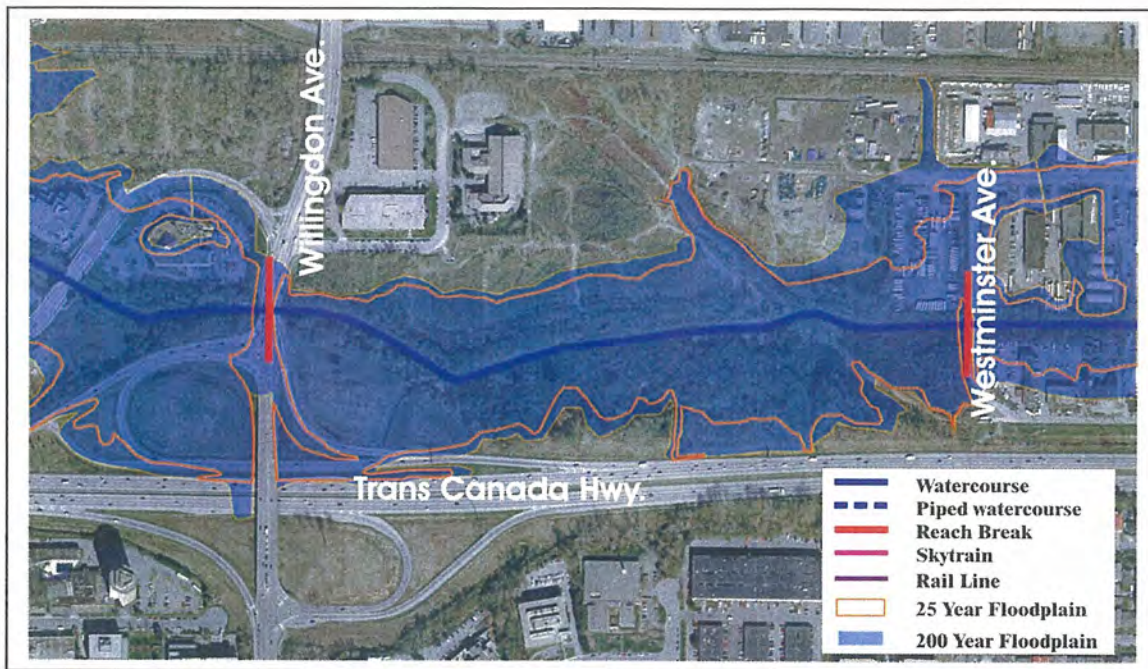 Willingdon Ave.
Westminster Ave.
Trans Canada Hwy.
Watercourse
Piped watercourse
Reach Break
Skytrain
Rail Line
25 Year Floodplain
200 Year Floodplain